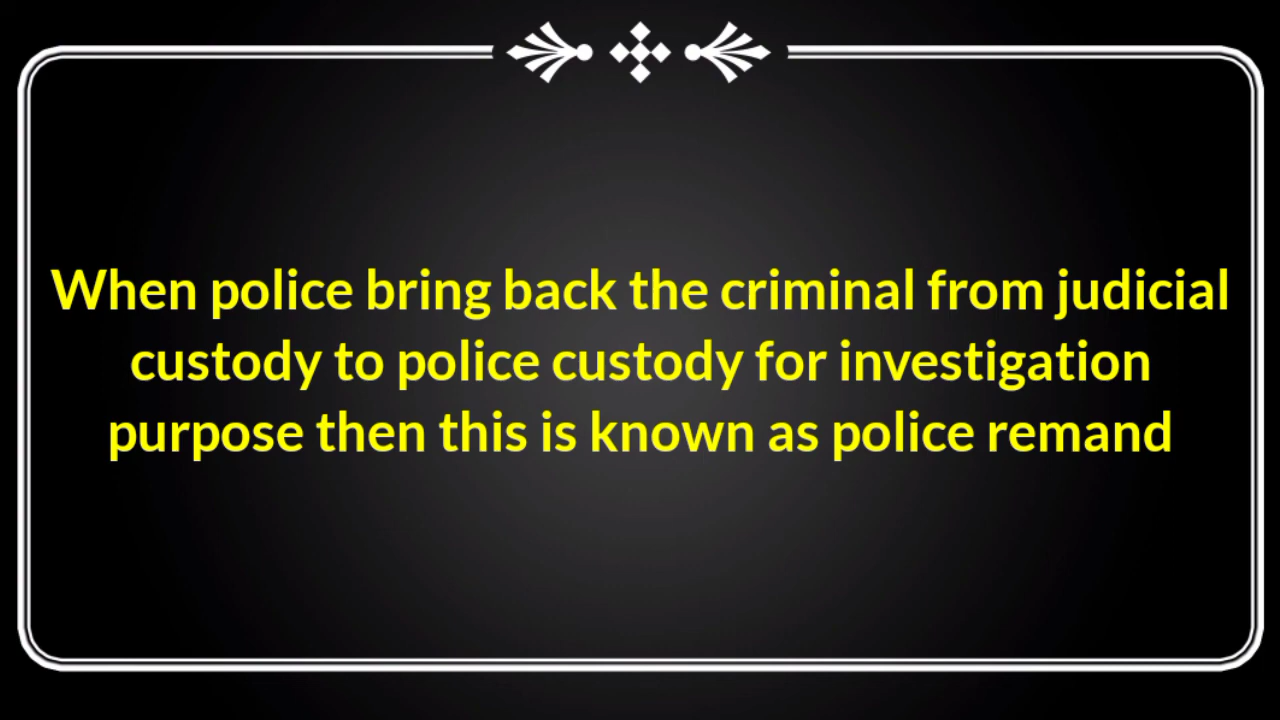 When police bring back the criminal from judicial
custody to police custody for investigation
purpose then this is known as police remand